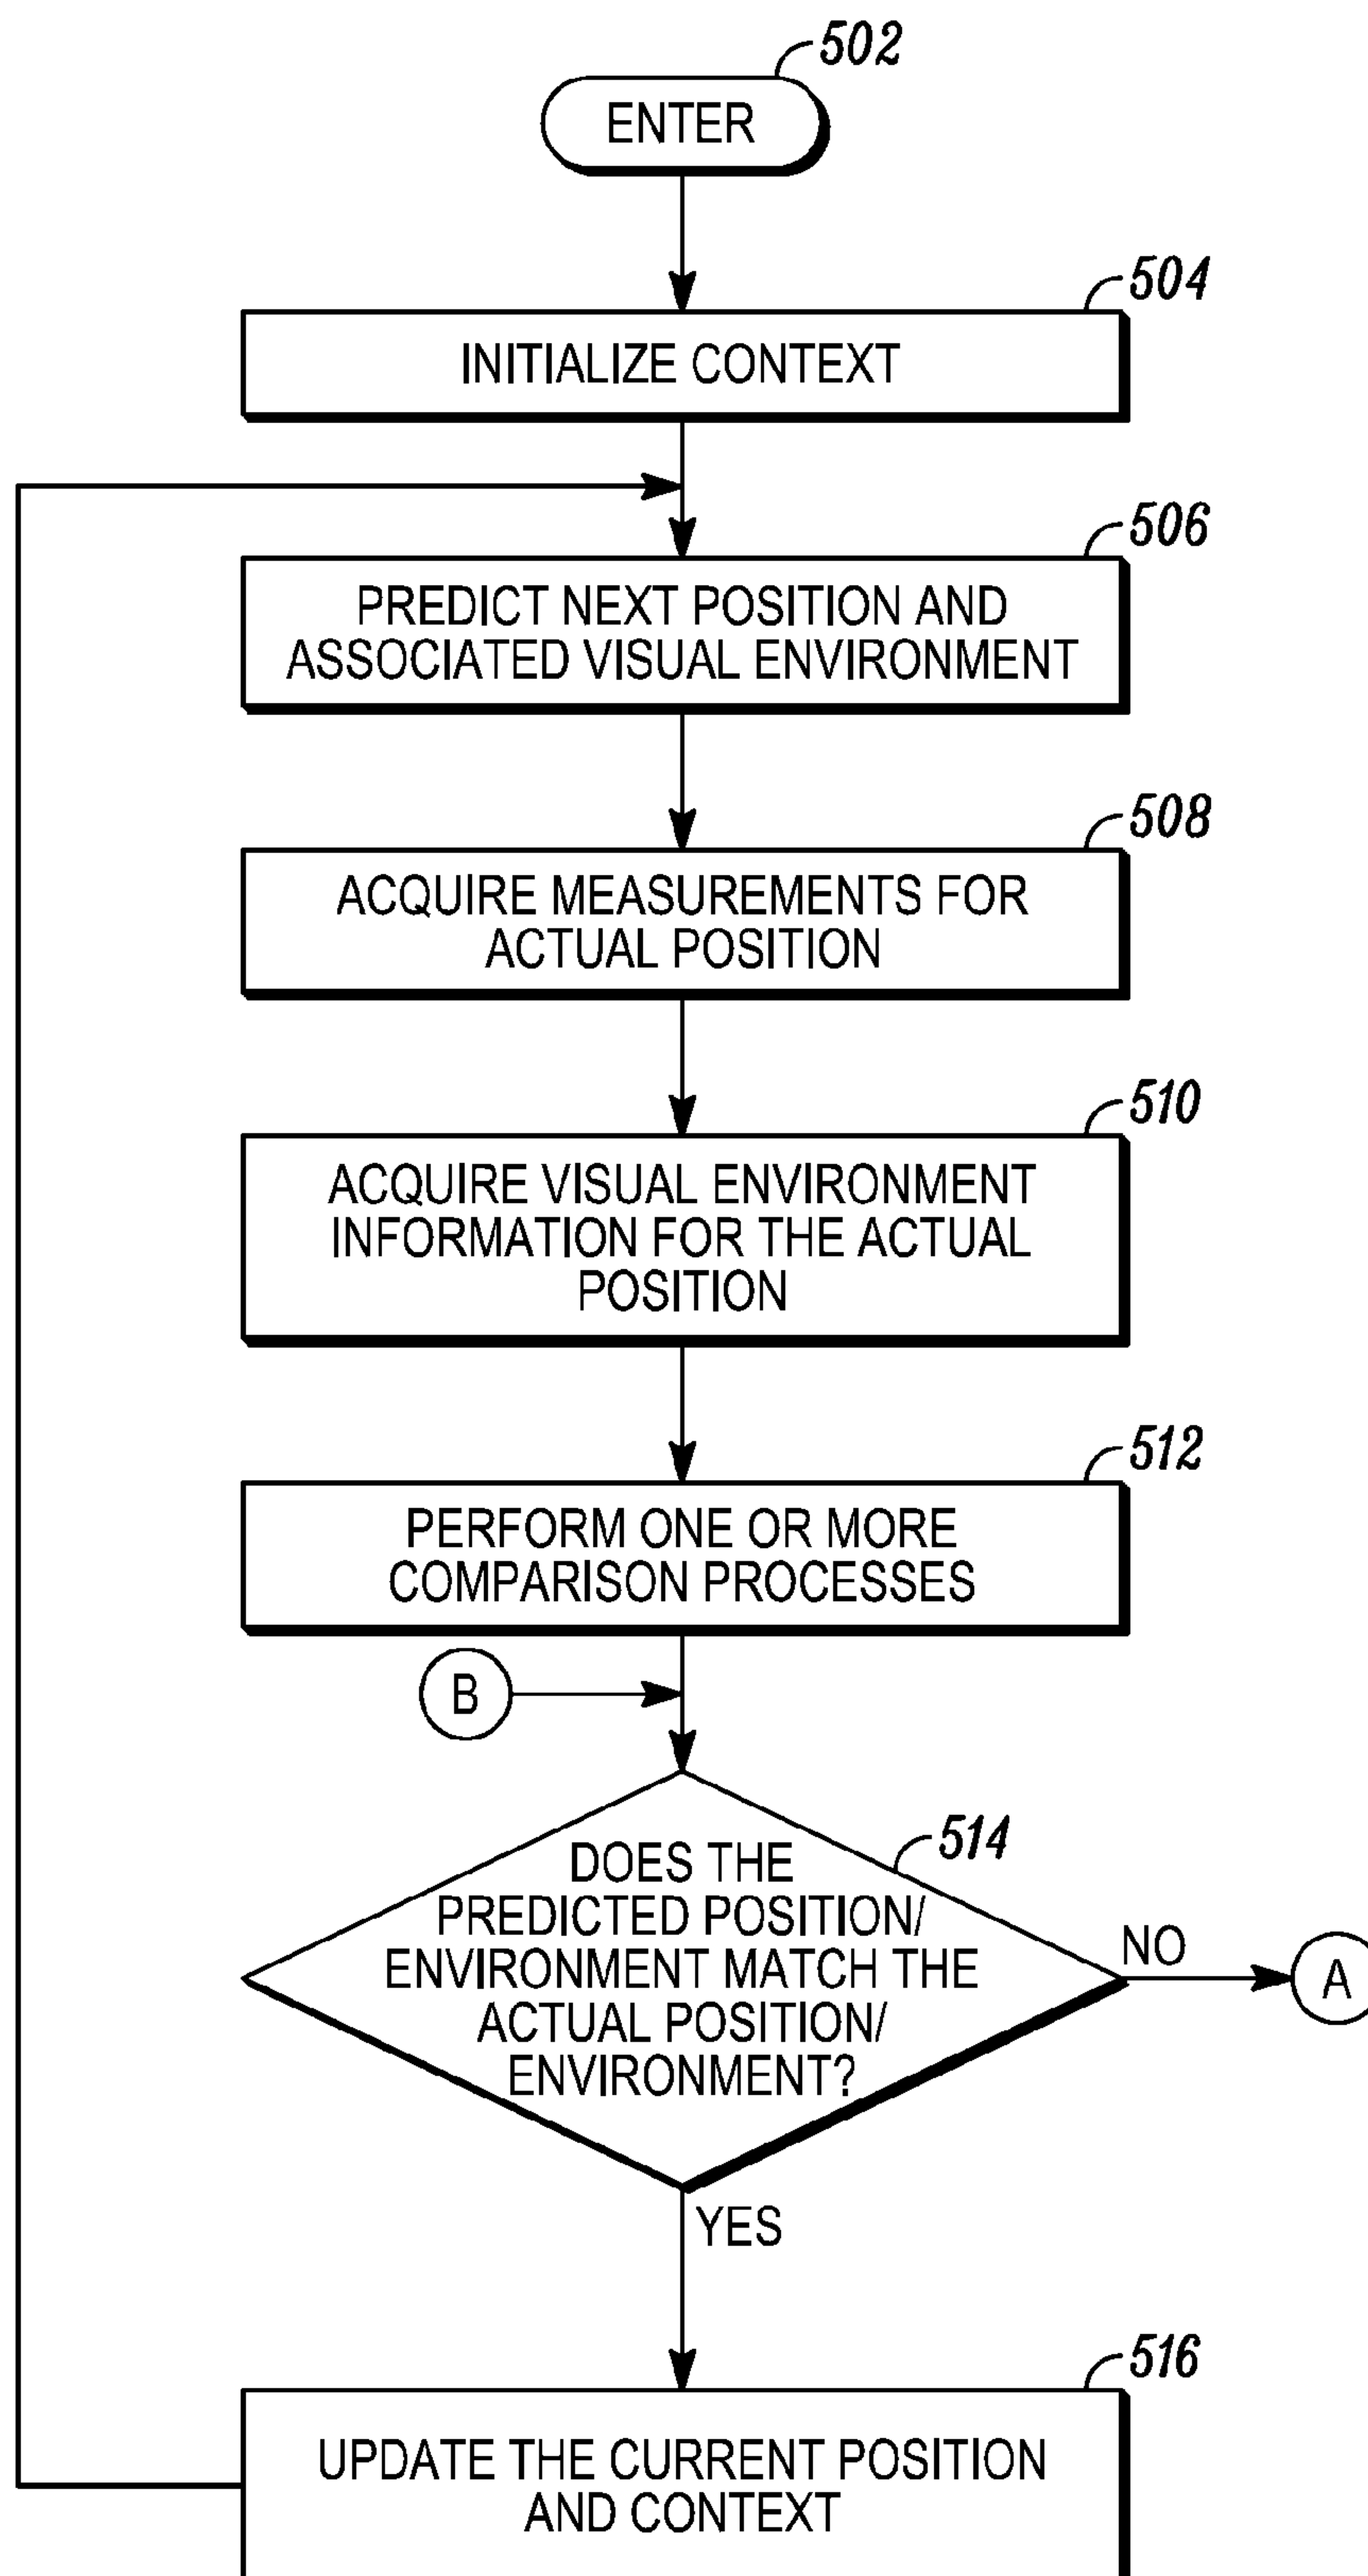 502
ENTER
504
INITIALIZE CONTEXT
506
PREDICT NEXT POSITION AND
ASSOCIATED VISUAL ENVIRONMENT
508
ACQUIRE MEASUREMENTS FOR
ACTUAL POSITION
510
ACQUIRE VISUAL ENVIRONMENT
INFORMATION FOR THE ACTUAL
POSITION
512
PERFORM ONE OR MORE
COMPARISON PROCESSES
B
514
DOES THE
PREDICTED POSITION/
ENVIRONMENT MATCH THE
ACTUAL POSITION/
ENVIRONMENT?
NO
A
YES
516
UPDATE THE CURRENT POSITION
AND CONTEXT